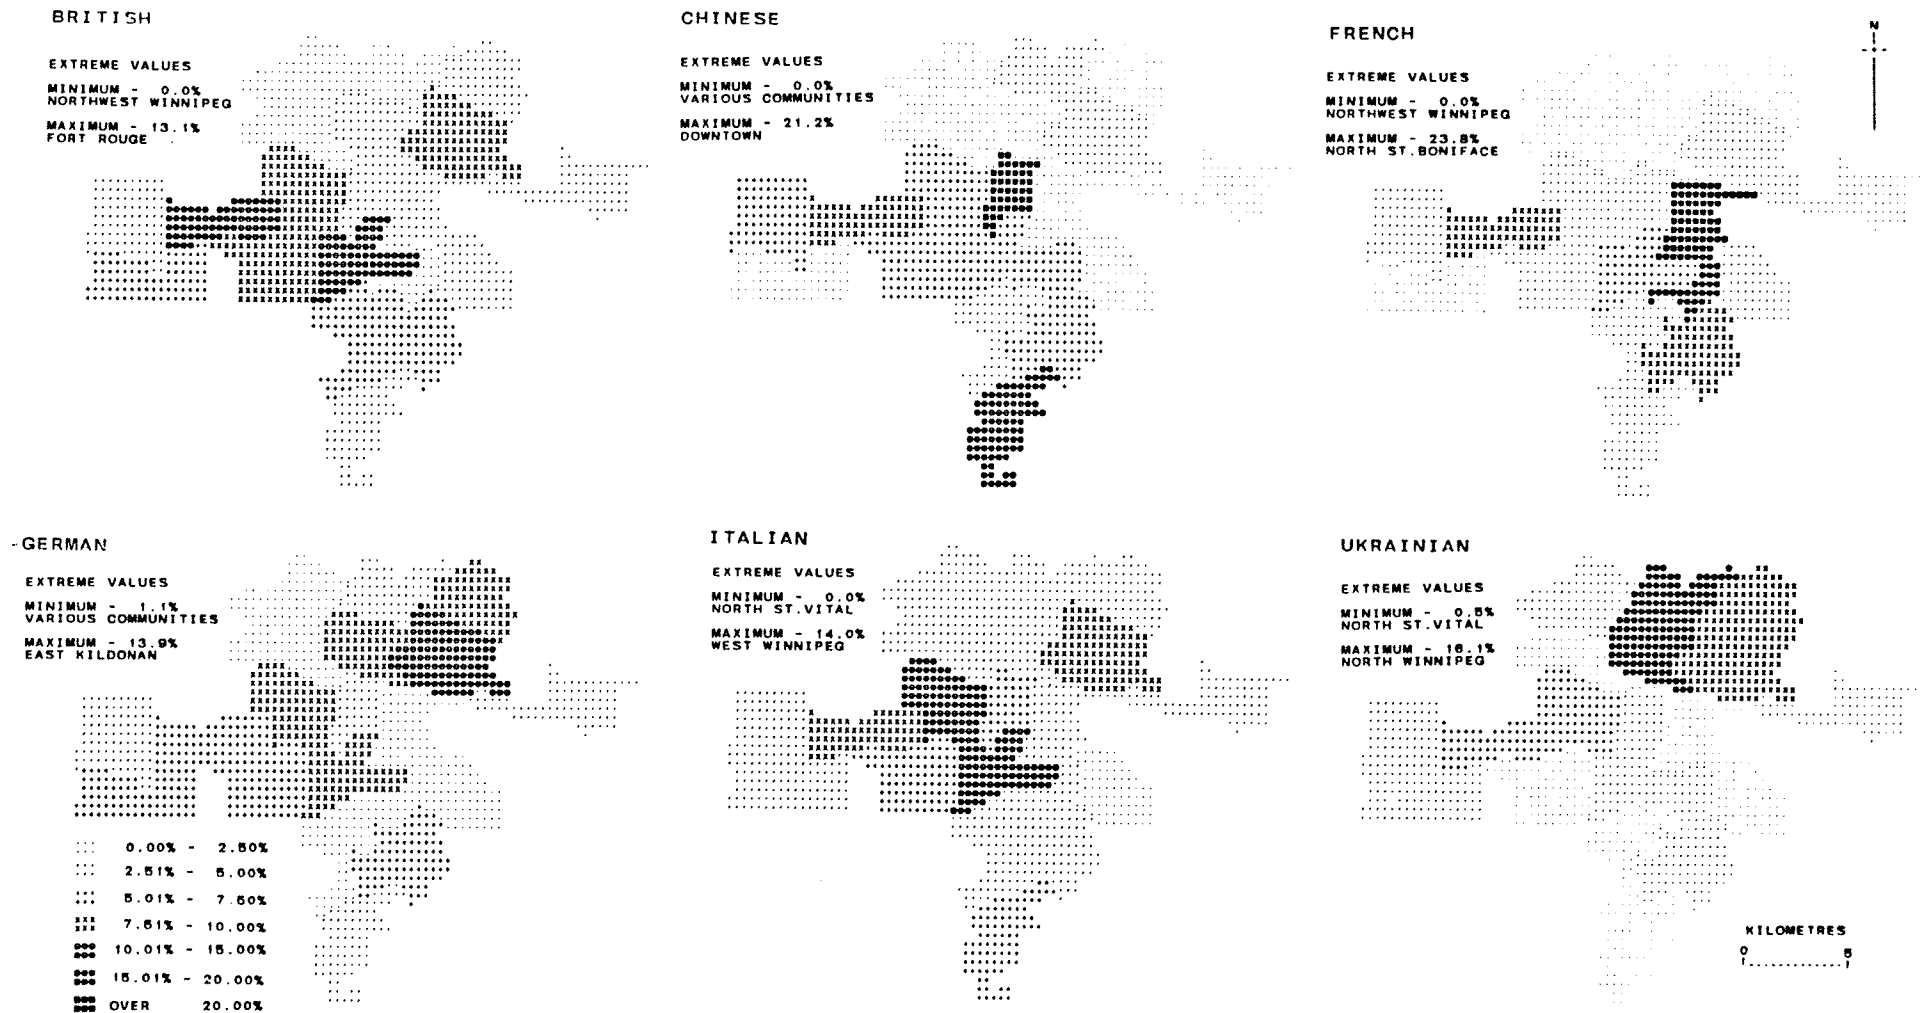 BRITISH
EXTREME VALUES
MINIMUM - 0.0%
NORTHWEST WINNIPEG
MAXIMUM - 13.1%
FORT ROUGE
CHINESE
EXTREME VALUES
MINIMUM - 0.0%
VARIOUS COMMUNITIES
MAXIMUM - 21.2%
DOWNTOWN
FRENCH
EXTREME VALUES
MINIMUM - 0.0%
NORTHWEST WINNIPEG
MAXIMUM - 23.8%
NORTH ST.BONIFACE
N
-GERMAN
EXTREME VALUES
MINIMUM - 1.1%
VARIOUS COMMUNITIES
MAXIMUM - 13.9%
EAST KILDONAN
0.00% - 2.50%
2.51% - 5.00%
5.01% - 7.50%
7.51% - 10.00%
10.01% - 15.00%
15.01% - 20.00%
OVER 20.00%
ITALIAN
EXTREME VALUES
MINIMUM - 0.0%
NORTH ST.VITAL
MAXIMUM - 14.0%
WEST WINNIPEG
UKRAINIAN
EXTREME VALUES
MINIMUM - 0.5%
NORTH ST.VITAL
MAXIMUM - 16.1%
NORTH WINNIPEG
KILOMETRES
0 5